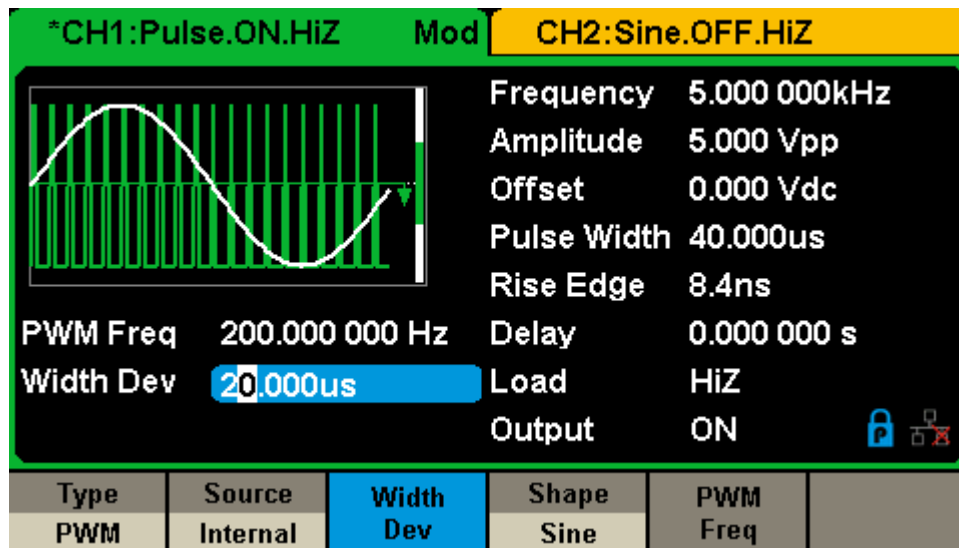 *CH1:Pulse.ON.HiZ Mod CH2:Sine.OFF.HiZ
Frequency 5.000 000kHz
Amplitude 5.000 Vpp
Offset 0.000 Vdc
Pulse Width 40.000us
Rise Edge 8.4ns
PWM Freq 200.000 000 Hz Delay 0.000 000 s
Width Dev 20.000us Load HiZ
Output ON P
Type Source Width Dev Shape PWM Freq
PWM Internal Sine